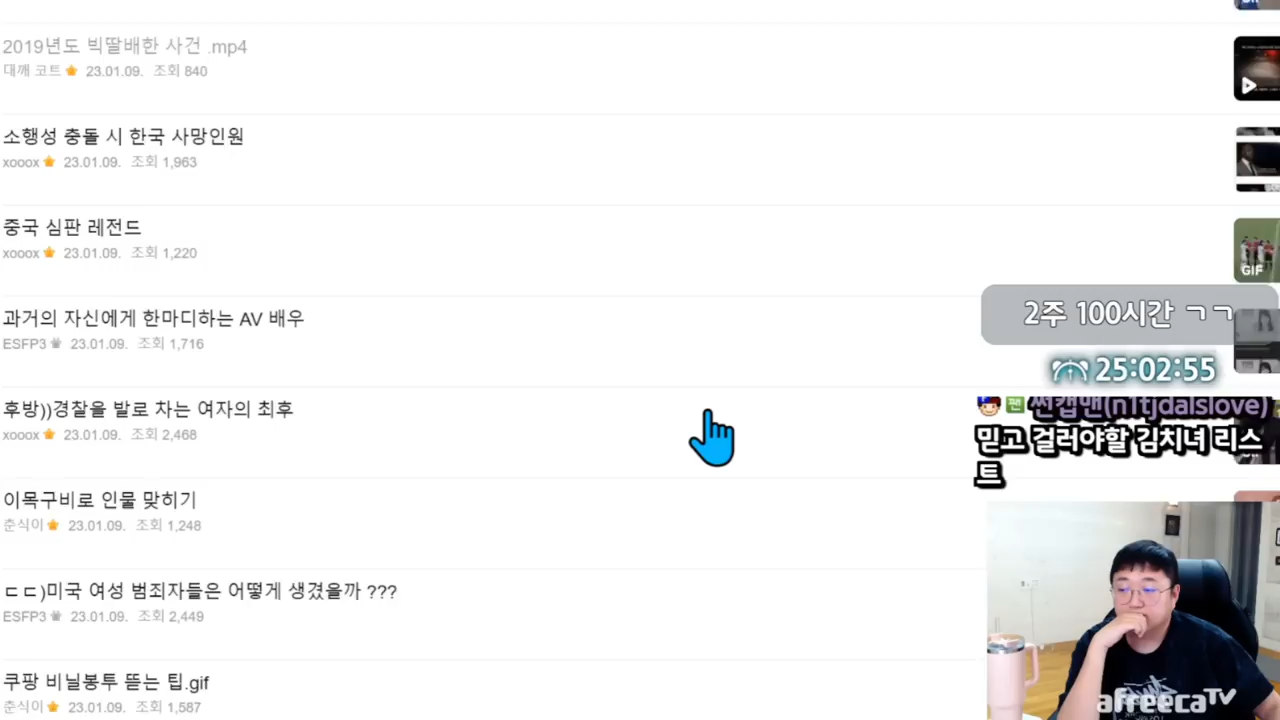 2019년도 빅딸배한 사건 .mp4
대깨 코트 23.01.09. 조회 840
소행성 충돌 시 한국 사망인원
xooox 23.01.09. 조회 1,963
중국 심판 레전드
xooox 23.01.09. 조회 1,220
GIF
과거의 자신에게 한마디하는 AV 배우
ESFP3 23.01.09. 조회 1,716
2주 100시간 ㄱㄱ
25:02:55
후방))경찰을 발로 차는 여자의 최후
xooox 23.01.09. 조회 2,468
팬 썬캡맨(n1tjdalslove)
믿고 걸러야할 김치녀 리스
트
이목구비로 인물 맞히기
춘식이 23.01.09. 조회 1,248
ㄷㄷ)미국 여성 범죄자들은 어떻게 생겼을까 ???
ESFP3 23.01.09. 조회 2,449
쿠팡 비닐봉투 뜯는 팁.gif
춘식이 23.01.09. 조회 1,587
afreecaTV